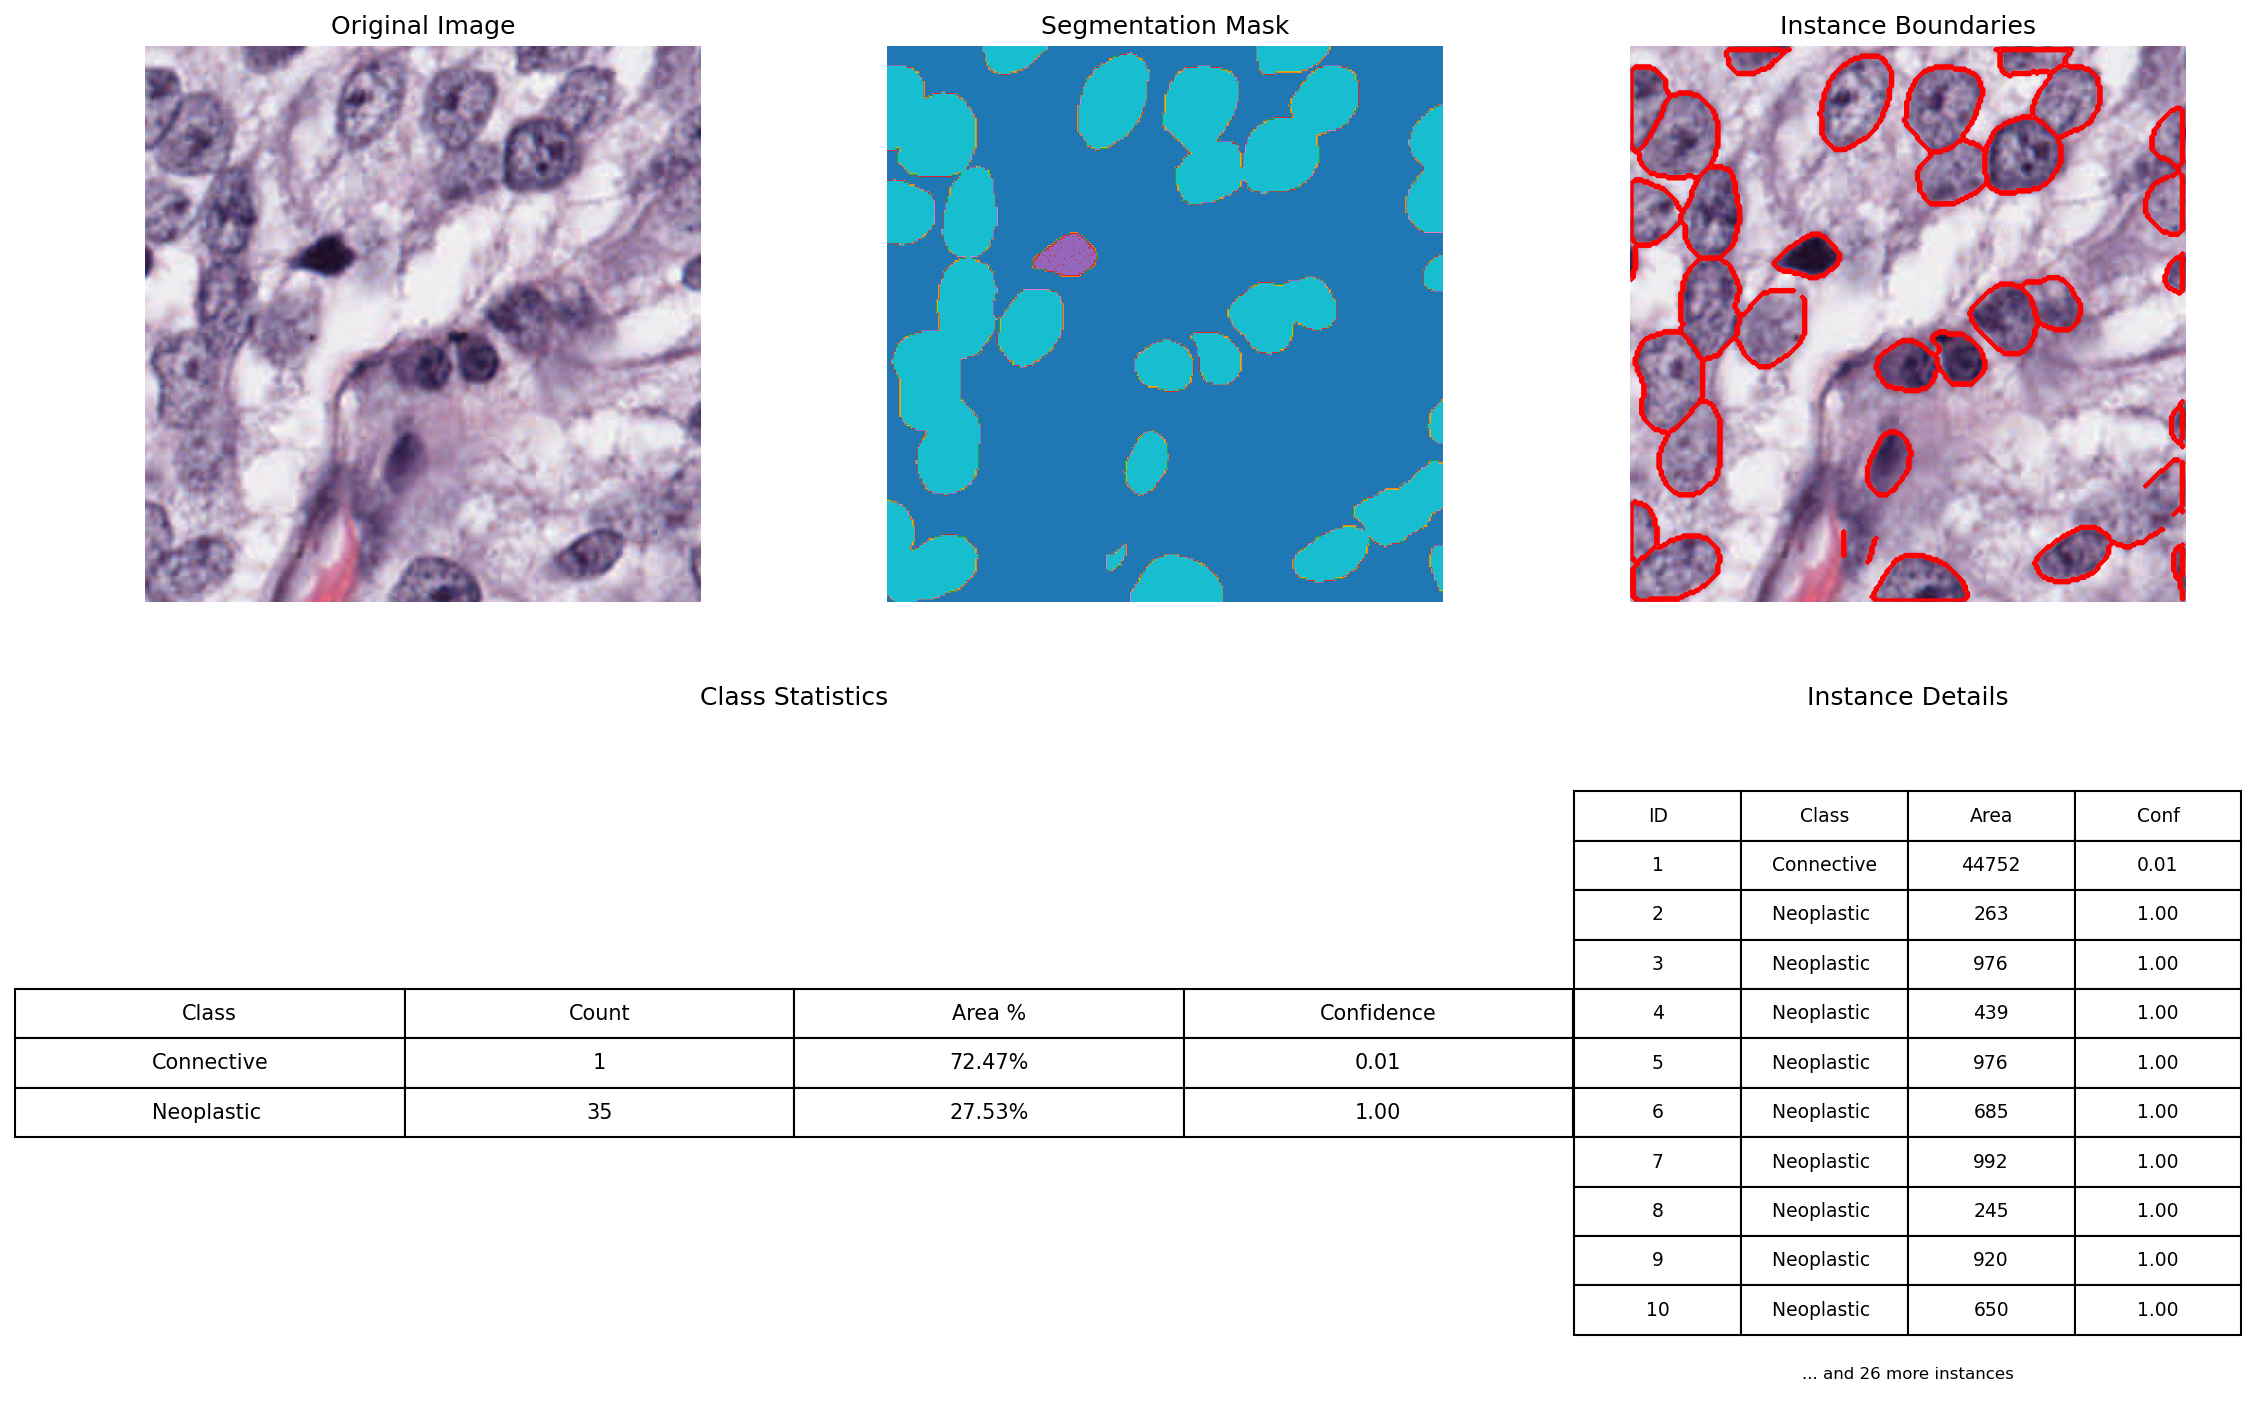 Original Image
Segmentation Mask
Instance Boundaries
Class Statistics
Class Count Area % Confidence
Connective 1 72.47% 0.01
Neoplastic 35 27.53% 1.00
Instance Details
ID Class Area Conf
1 Connective 44752 0.01
2 Neoplastic 263 1.00
3 Neoplastic 976 1.00
4 Neoplastic 439 1.00
5 Neoplastic 976 1.00
6 Neoplastic 685 1.00
7 Neoplastic 992 1.00
8 Neoplastic 245 1.00
9 Neoplastic 920 1.00
10 Neoplastic 650 1.00
... and 26 more instances